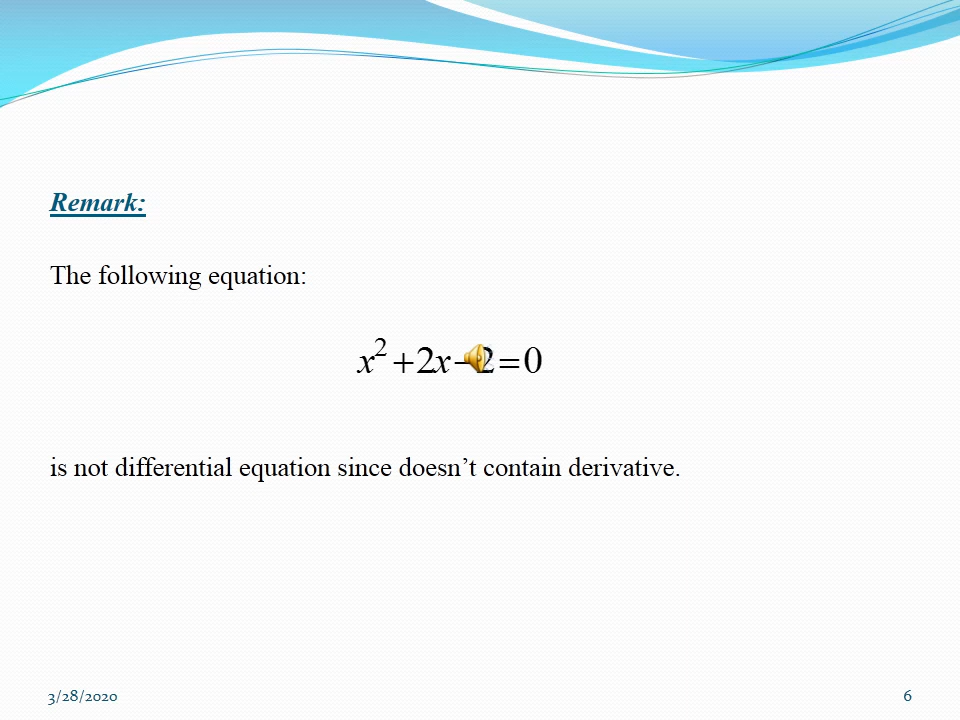 Remark:
The following equation:
x²+2x−2=0
is not differential equation since doesn’t contain derivative.
3/28/2020
6